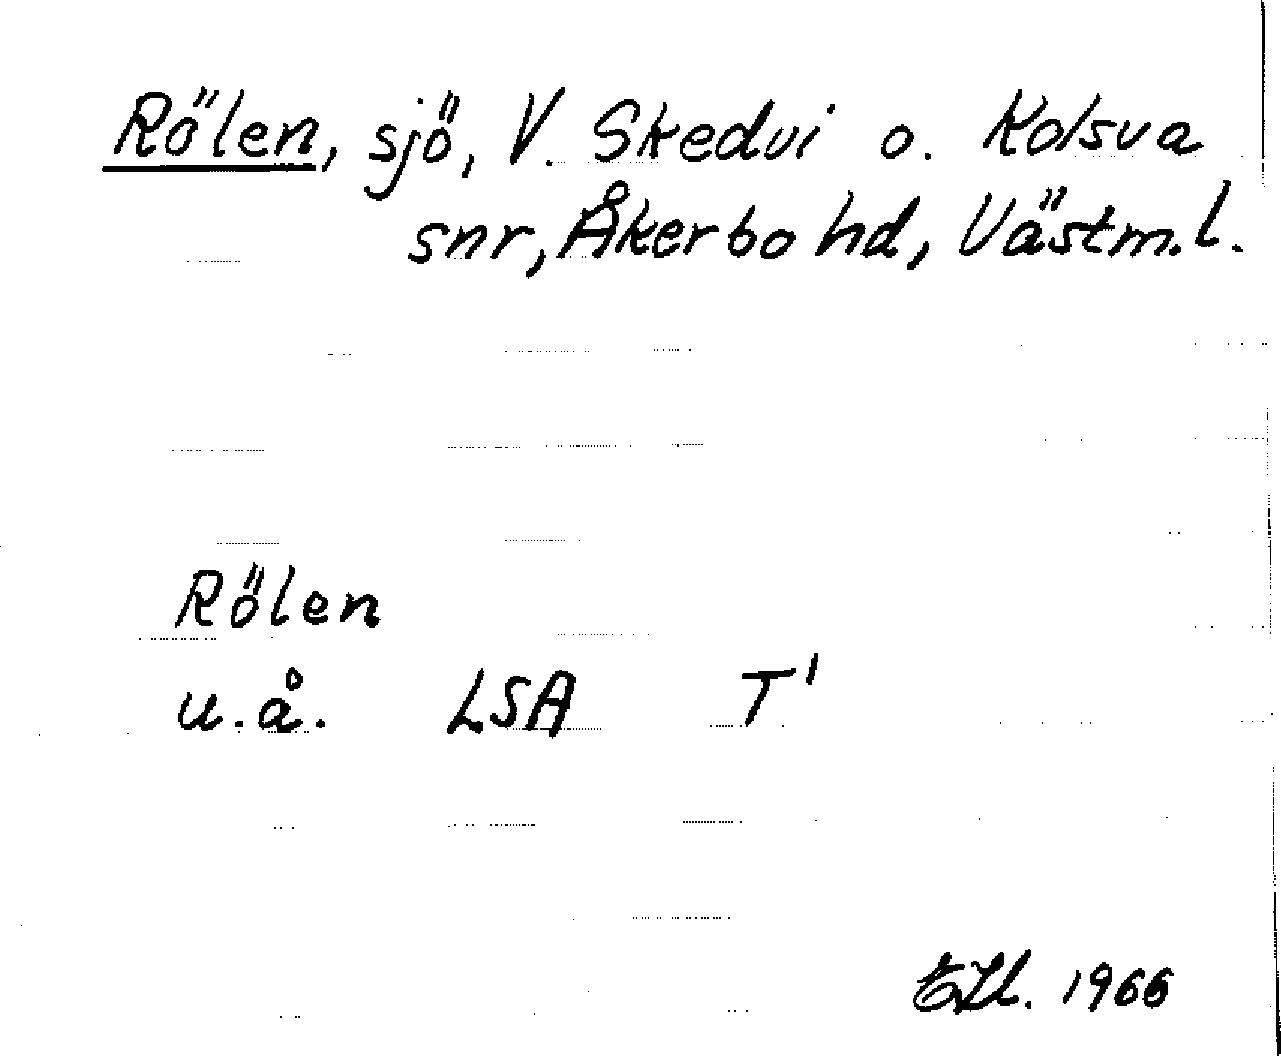 Rölen, sjö, V. Skedvi o. Kolsva
snr, Åkerbo hd, Västm. l.
Rölen
u.å. LSA T'
1966